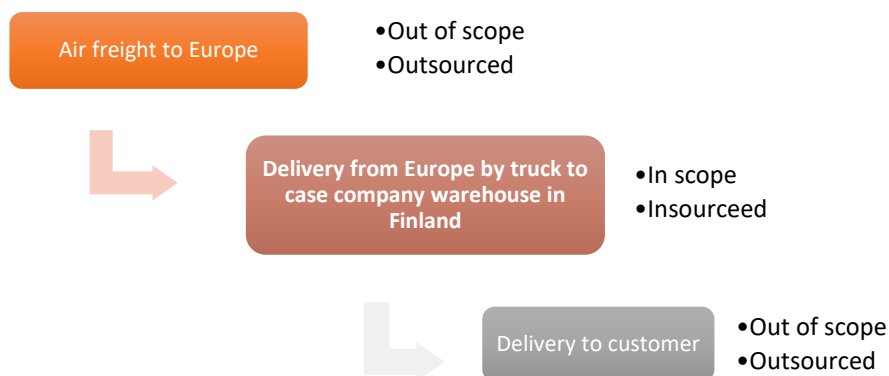 Air freight to Europe
•Out of scope
•Outsourced
Delivery from Europe by truck to
case company warehouse in
Finland
•In scope
•Insourceed
Delivery to customer
•Out of scope
•Outsourced